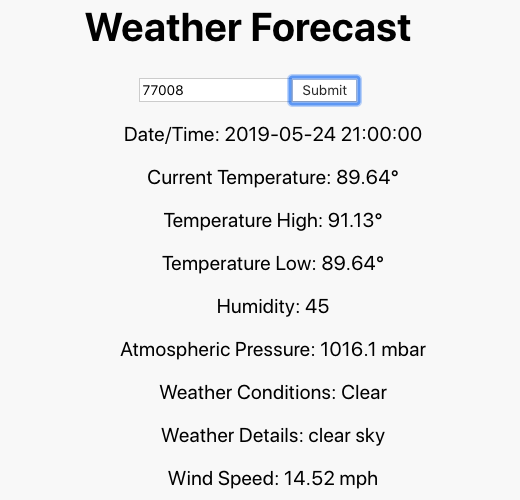 Weather Forecast
77008 Submit
Date/Time: 2019-05-24 21:00:00
Current Temperature: 89.64°
Temperature High: 91.13°
Temperature Low: 89.64°
Humidity: 45
Atmospheric Pressure: 1016.1 mbar
Weather Conditions: Clear
Weather Details: clear sky
Wind Speed: 14.52 mph